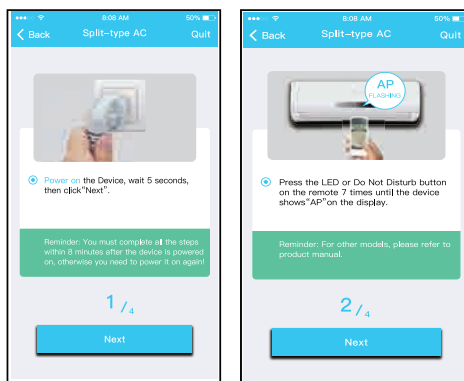 8:08 AM
50%
Back
Split-type AC
Quit
Power on the Device, wait 5 seconds,
then click"Next".
Reminder: You must complete all the steps
within 8 minutes after the device is powered
on, otherwise you need to power it on again!
1/4
Next
8:08 AM
50%
Back
Split-type AC
Quit
AP
FLASHING
Press the LED or Do Not Disturb button
on the remote 7 times until the device
shows"AP"on the display.
Reminder: For other models, please refer to
product manual.
2/4
Next